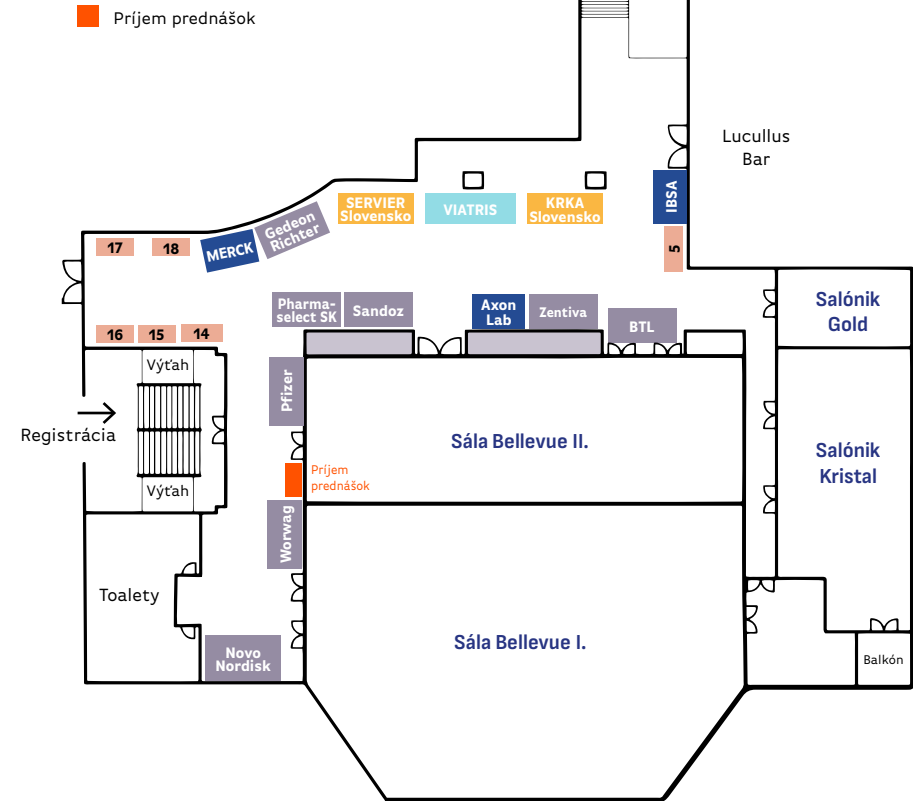 Príjem prednášok
Lucullus
Bar
IBSA
SERVIER
Slovensko
VIATRIS
KRKA
Slovensko
Gedeon
Richter
MERCK
17
18
5
Pharma-
select SK
Sandoz
Axon
Lab
Zentiva
BTL
Salónik
Gold
16
15
14
Výťah
Pfizer
Registrácia
Sála Bellevue II.
Salónik
Kristal
Príjem
prednášok
Výťah
Worwag
Toalety
Sála Bellevue I.
Novo
Nordisk
Balkón